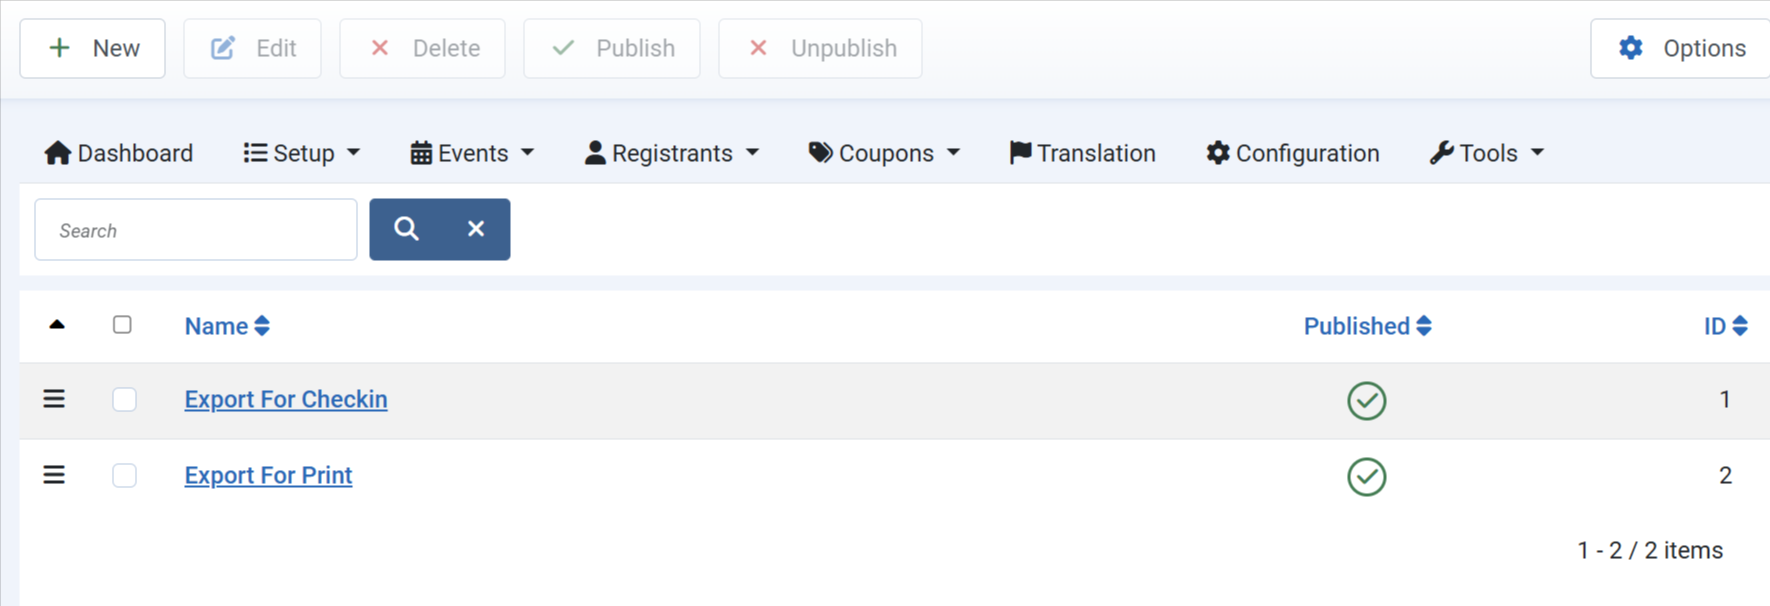 New Edit Delete Publish Unpublish Options
Dashboard Setup Events Registrants Coupons Translation Configuration Tools
Search
Name Published ID
Export For Checkin 1
Export For Print 2
1 - 2 / 2 items